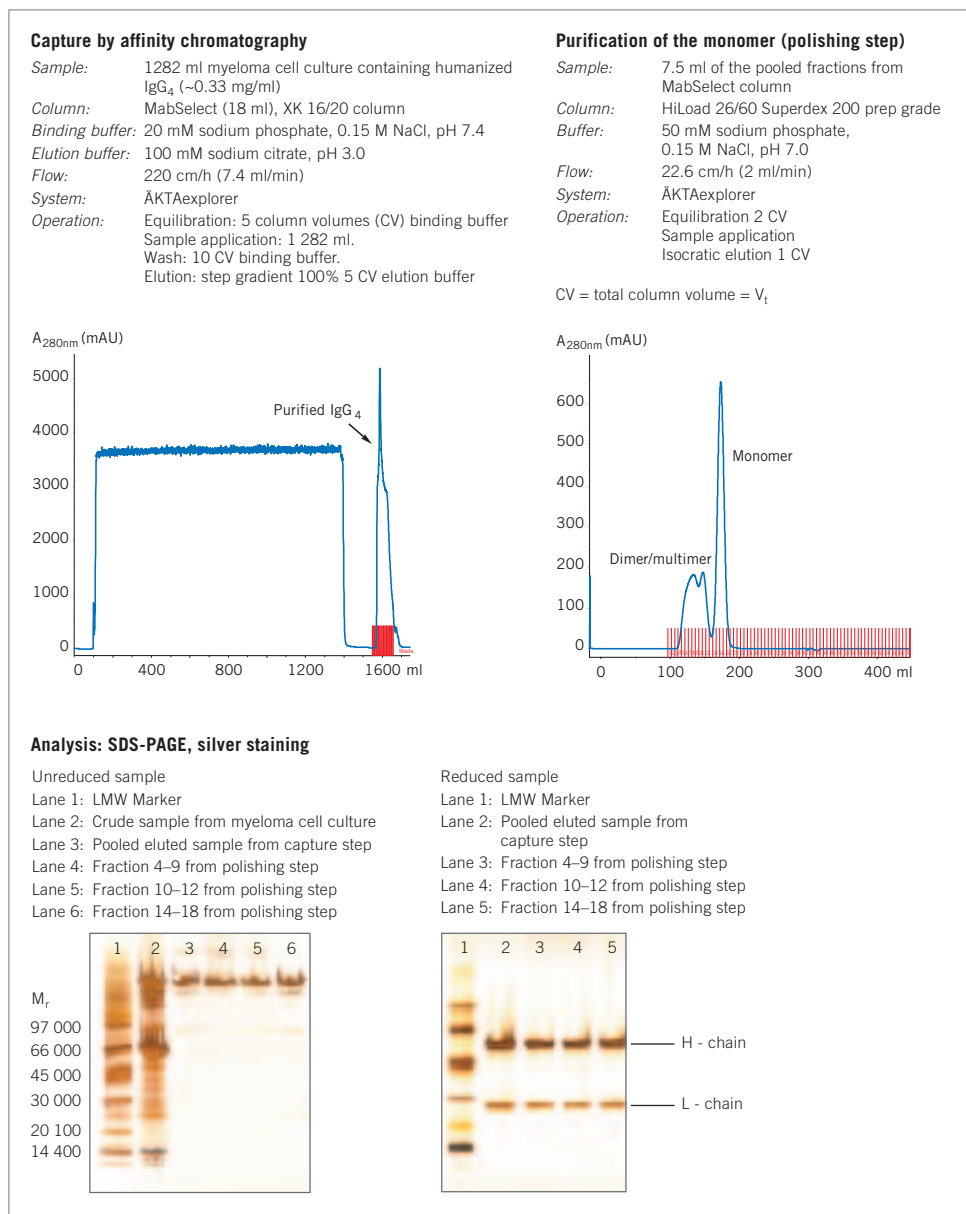 Capture by affinity chromatography
Sample: 1282 ml myeloma cell culture containing humanized
IgG4 (~0.33 mg/ml)
Column: MabSelect (18 ml), XK 16/20 column
Binding buffer: 20 mM sodium phosphate, 0.15 M NaCl, pH 7.4
Elution buffer: 100 mM sodium citrate, pH 3.0
Flow: 220 cm/h (7.4 ml/min)
System: ÄKTAexplorer
Operation: Equilibration: 5 column volumes (CV) binding buffer
Sample application: 1 282 ml.
Wash: 10 CV binding buffer.
Elution: step gradient 100% 5 CV elution buffer
Purification of the monomer (polishing step)
Sample: 7.5 ml of the pooled fractions from
MabSelect column
Column: HiLoad 26/60 Superdex 200 prep grade
Buffer: 50 mM sodium phosphate,
0.15 M NaCl, pH 7.0
Flow: 22.6 cm/h (2 ml/min)
System: ÄKTAexplorer
Operation: Equilibration 2 CV
Sample application
Isocratic elution 1 CV
CV = total column volume = Vt
A280nm (mAU)
5000
4000
3000
2000
1000
0
Purified IgG4
Waste
0 400 800 1200 1600 ml
A280nm (mAU)
600
500
400
300
200
100
0
Monomer
Dimer/multimer
0 100 200 300 400 ml
Analysis: SDS-PAGE, silver staining
Unreduced sample
Lane 1: LMW Marker
Lane 2: Crude sample from myeloma cell culture
Lane 3: Pooled eluted sample from capture step
Lane 4: Fraction 4–9 from polishing step
Lane 5: Fraction 10–12 from polishing step
Lane 6: Fraction 14–18 from polishing step
Reduced sample
Lane 1: LMW Marker
Lane 2: Pooled eluted sample from
capture step
Lane 3: Fraction 4–9 from polishing step
Lane 4: Fraction 10–12 from polishing step
Lane 5: Fraction 14–18 from polishing step
1 2 3 4 5 6
Mr
97 000
66 000
45 000
30 000
20 100
14 400
1 2 3 4 5
H - chain
L - chain